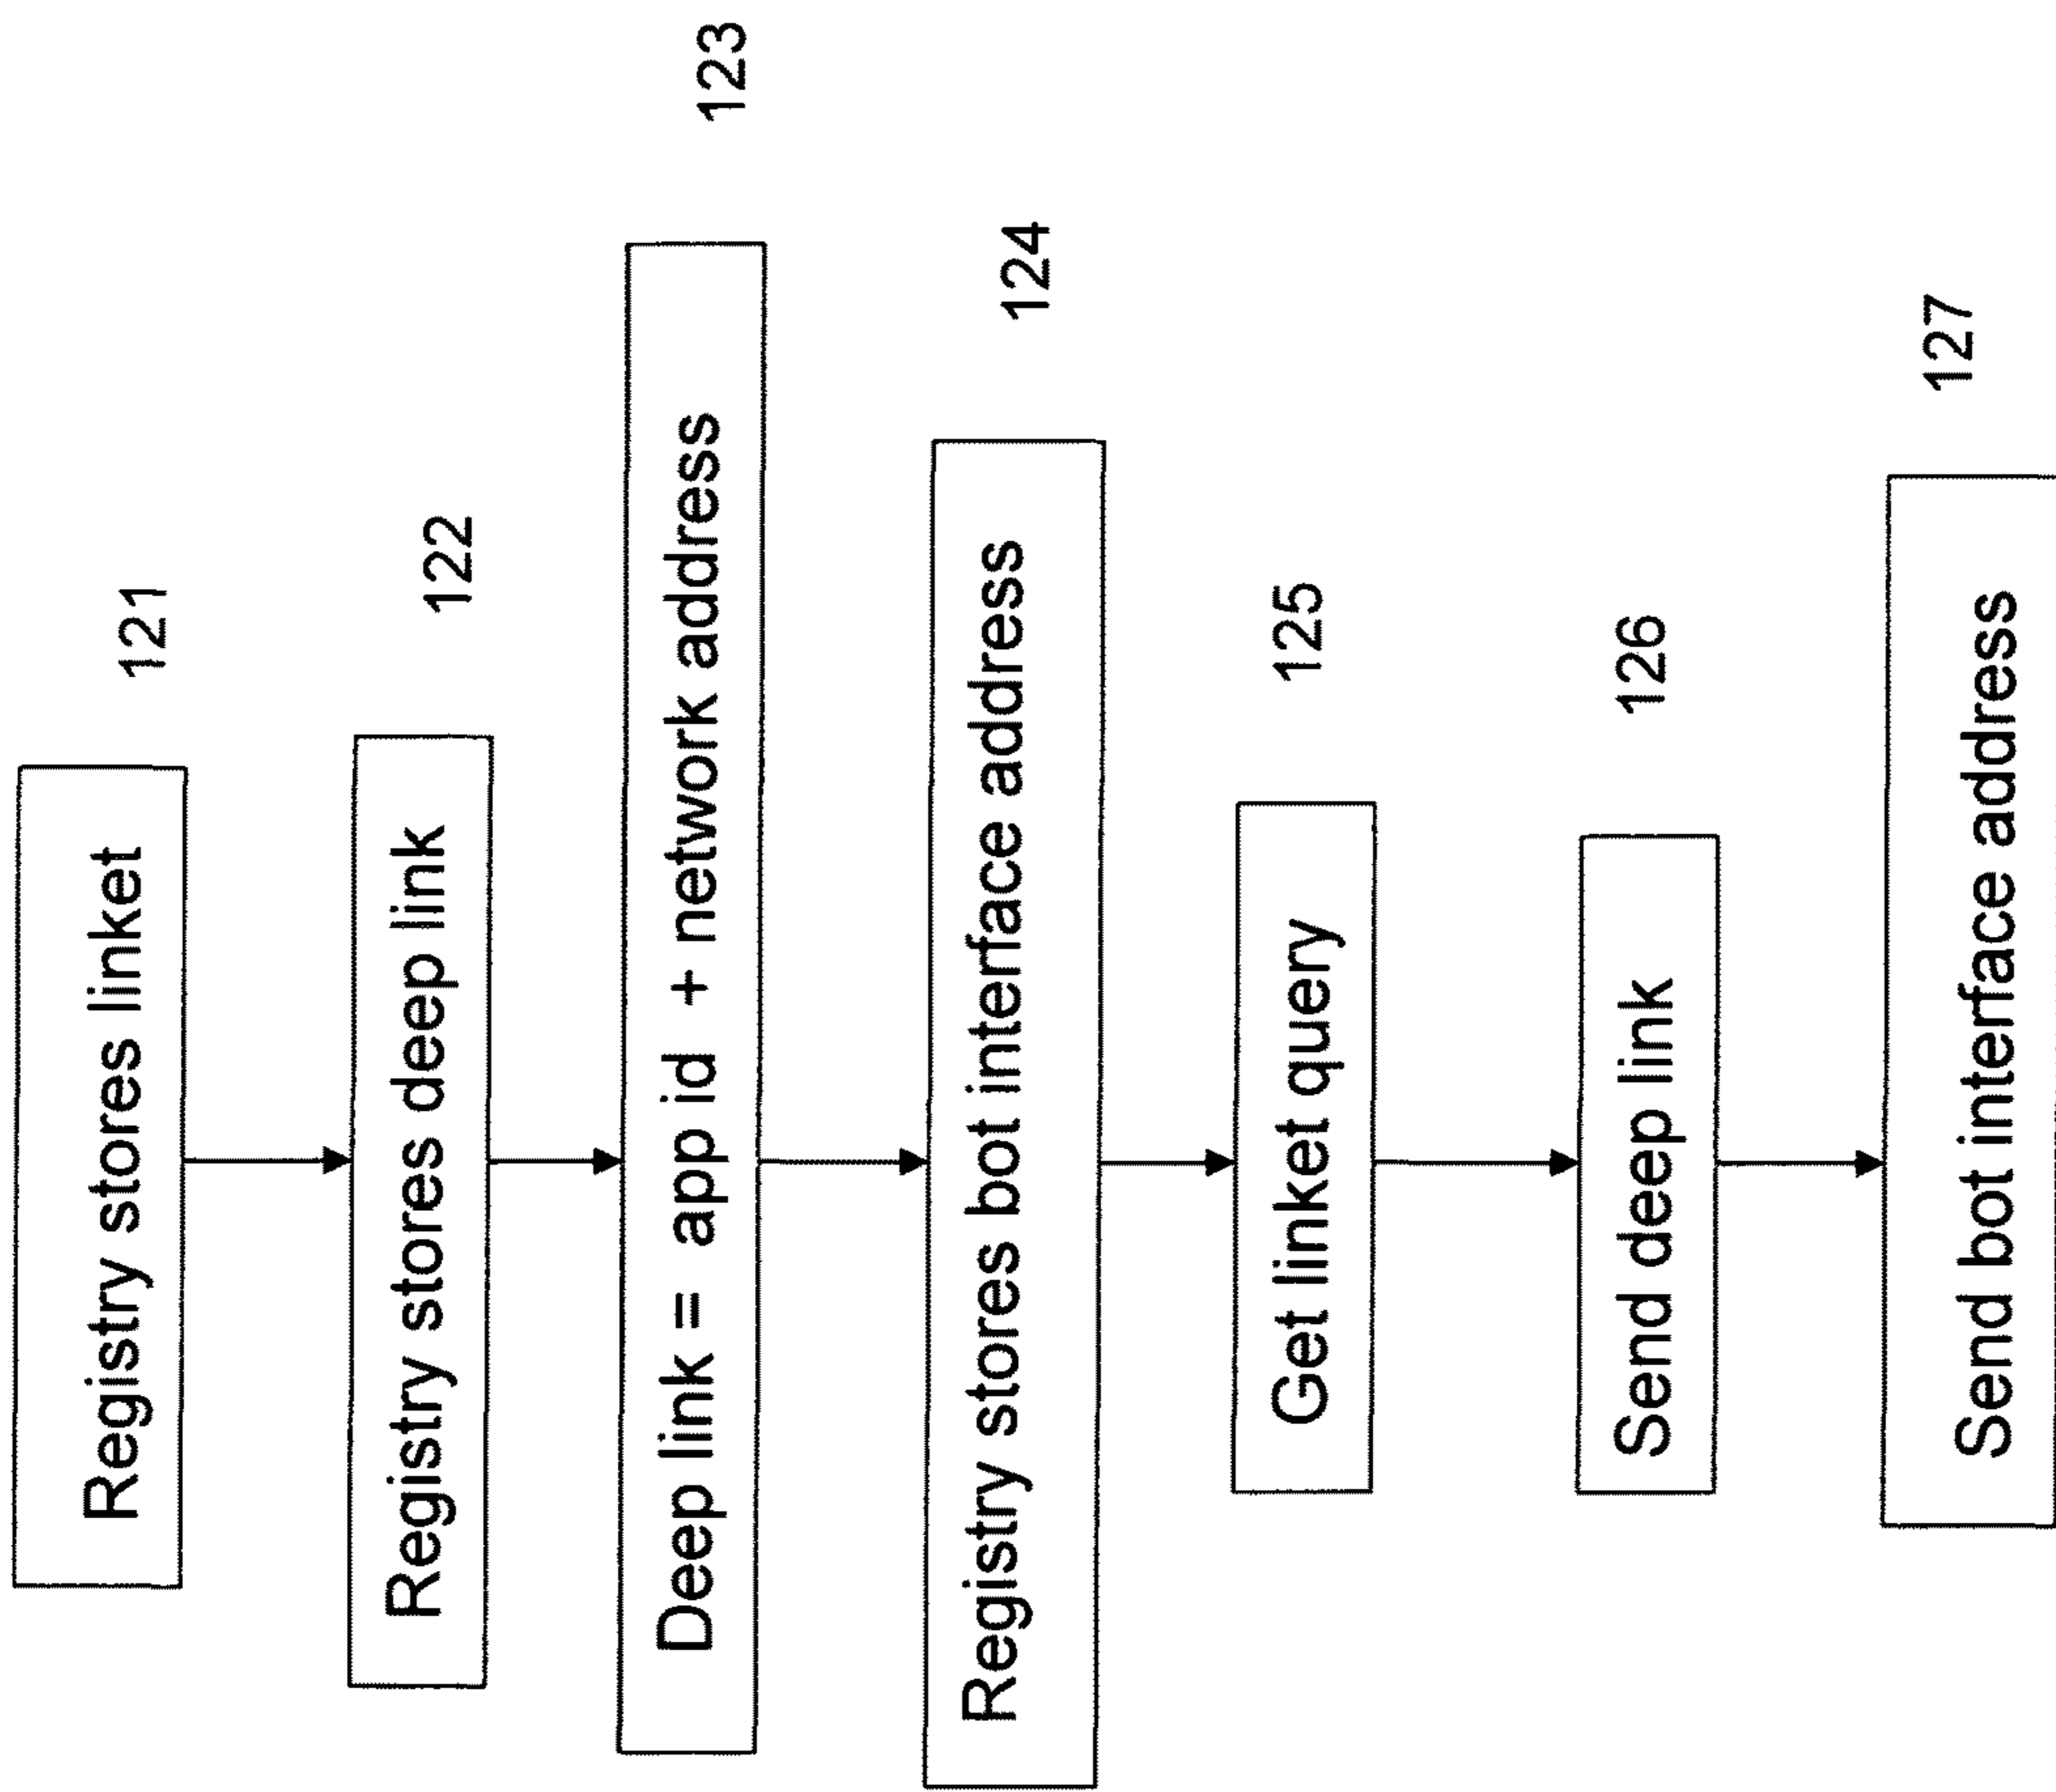 Registry stores linket
121
Registry stores deep link
122
Deep link = app id + network address
123
Registry stores bot interface address
124
Get linket query
125
Send deep link
126
Send bot interface address
127